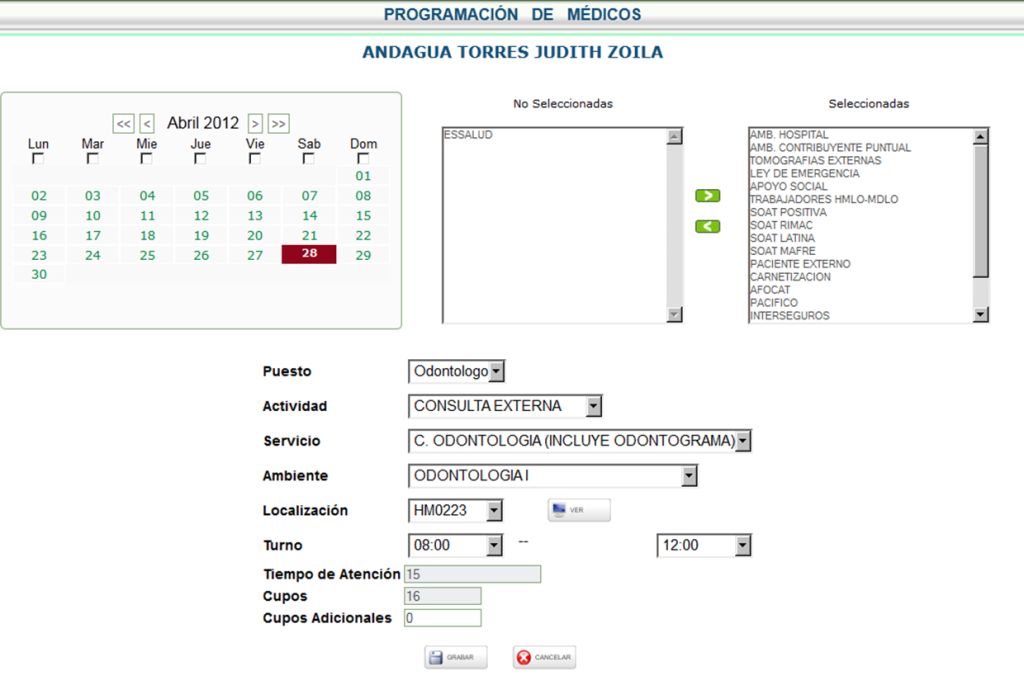 PROGRAMACIÓN DE MÉDICOS
ANDAGUA TORRES JUDITH ZOILA
<< < Abril 2012 > >>
Lun Mar Mie Jue Vie Sab Dom
01
02 03 04 05 06 07 08
09 10 11 12 13 14 15
16 17 18 19 20 21 22
23 24 25 26 27 28 29
30
No Seleccionadas
ESSALUD
> 
<
Seleccionadas
AMB. HOSPITAL
AMB. CONTRIBUYENTE PUNTUAL
TOMOGRAFIAS EXTERNAS
LEY DE EMERGENCIA
APOYO SOCIAL
TRABAJADORES HMLO-MDLO
SOAT POSITIVA
SOAT RIMAC
SOAT LATINA
SOAT MAFRE
PACIENTE EXTERNO
CARNETIZACION
AFOCAT
PACIFICO
INTERSEGUROS
Puesto Odontologo
Actividad CONSULTA EXTERNA
Servicio C. ODONTOLOGIA (INCLUYE ODONTOGRAMA)
Ambiente ODONTOLOGIA I
Localización HM0223 VER
Turno 08:00 -- 12:00
Tiempo de Atención 15
Cupos 16
Cupos Adicionales 0
GRABAR CANCELAR